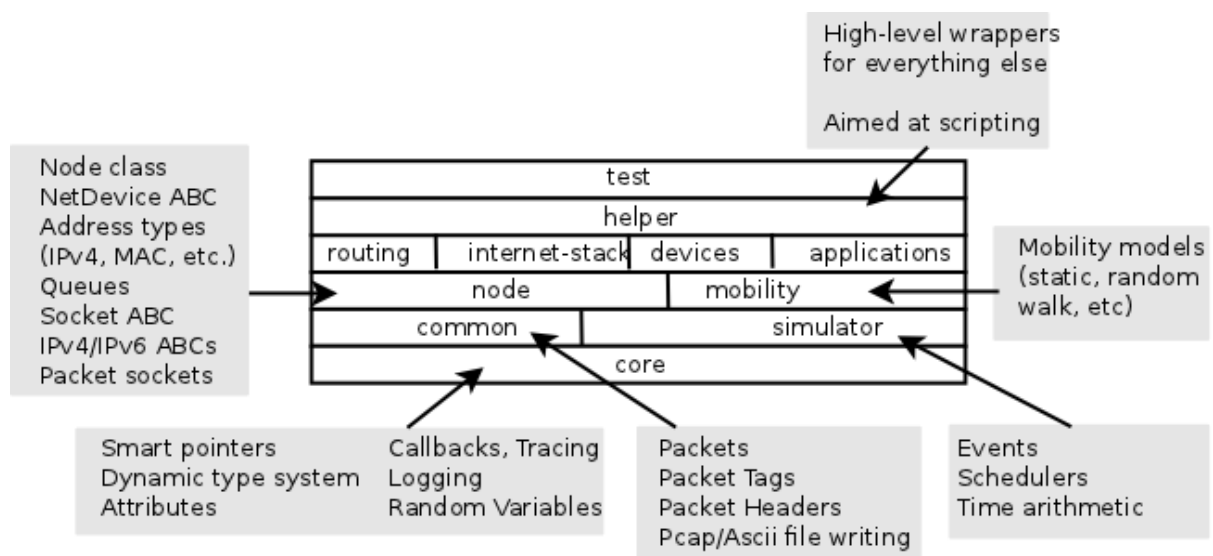 High-level wrappers
for everything else
Aimed at scripting
Node class
NetDevice ABC
Address types
(IPv4, MAC, etc.)
Queues
Socket ABC
IPv4/IPv6 ABCs
Packet sockets
test
helper
routing internet-stack devices applications
node mobility
common simulator
core
Mobility models
(static, random
walk, etc)
Smart pointers
Dynamic type system
Attributes
Callbacks, Tracing
Logging
Random Variables
Packets
Packet Tags
Packet Headers
Pcap/Ascii file writing
Events
Schedulers
Time arithmetic